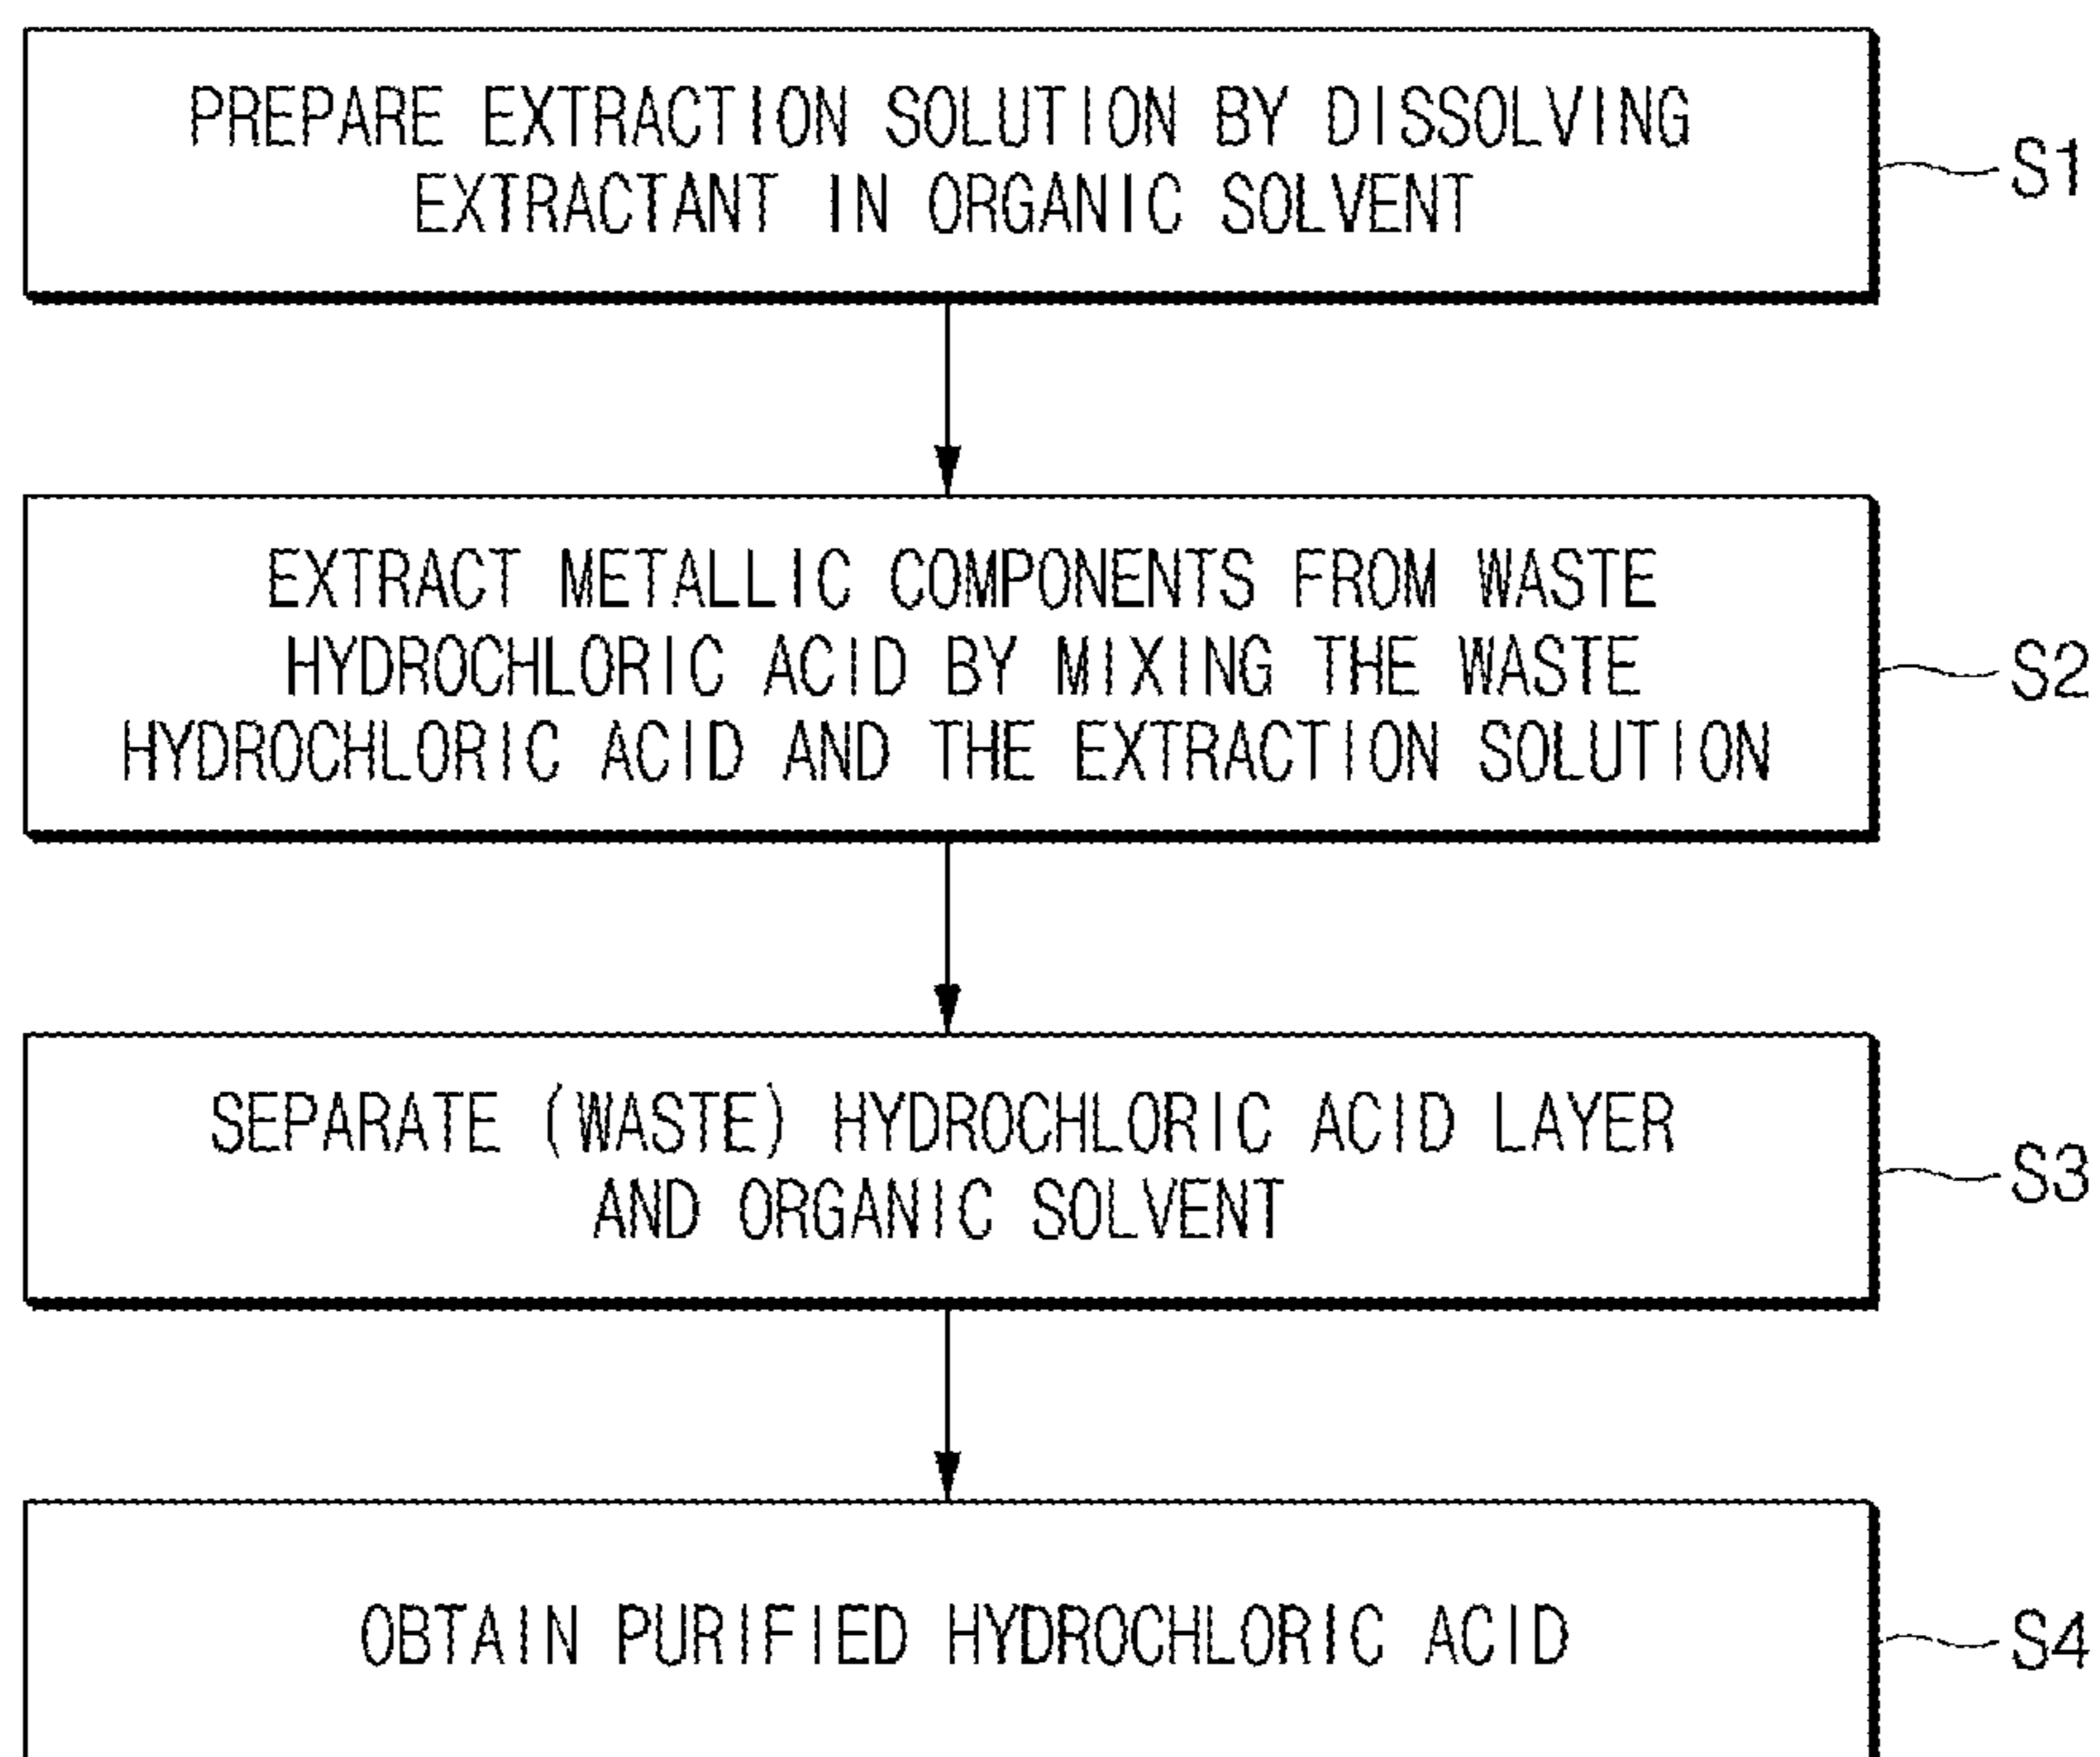 PREPARE EXTRACTION SOLUTION BY DISSOLVING
EXTRACTANT IN ORGANIC SOLVENT
S1
EXTRACT METALLIC COMPONENTS FROM WASTE
HYDROCHLORIC ACID BY MIXING THE WASTE
HYDROCHLORIC ACID AND THE EXTRACTION SOLUTION
S2
SEPARATE (WASTE) HYDROCHLORIC ACID LAYER
AND ORGANIC SOLVENT
S3
OBTAIN PURIFIED HYDROCHLORIC ACID
S4